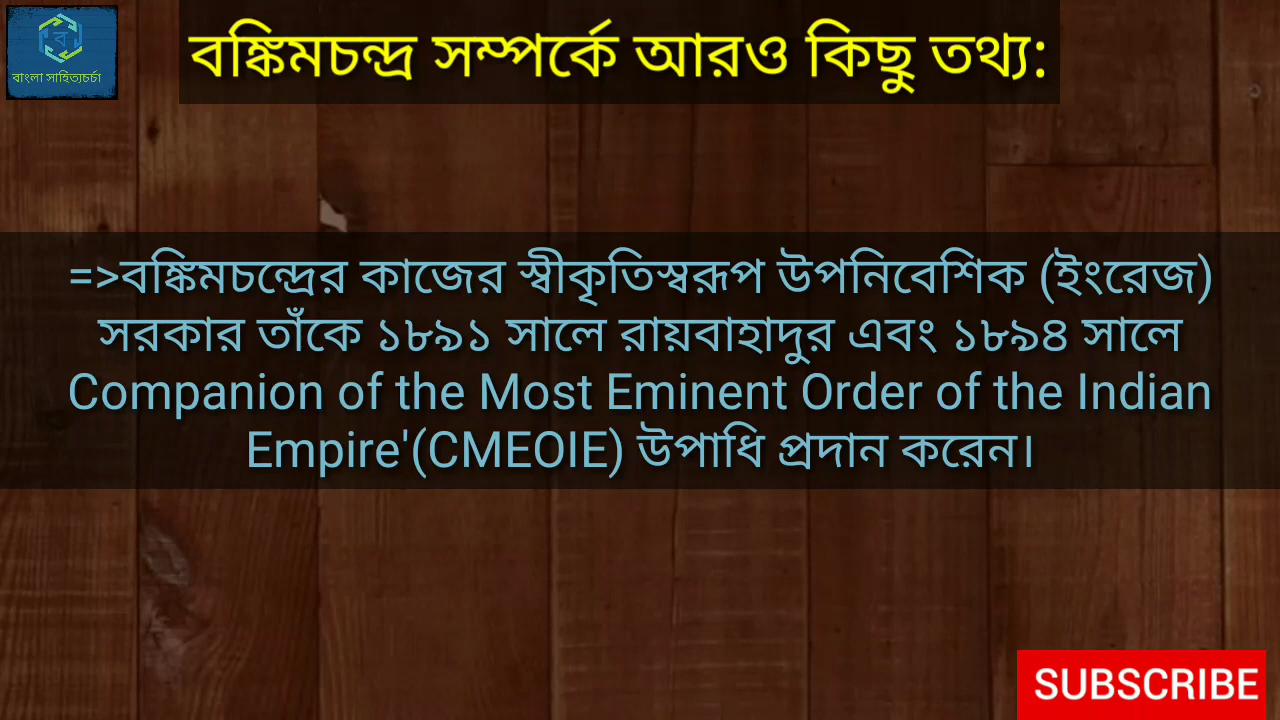 ব
বাংলা সাহিত্যচর্চা
বঙ্কিমচন্দ্র সম্পর্কে আরও কিছু তথ্য:
=>বঙ্কিমচন্দ্রের কাজের স্বীকৃতিস্বরূপ উপনিবেশিক (ইংরেজ)
সরকার তাঁকে ১৮৯১ সালে রায়বাহাদুর এবং ১৮৯৪ সালে
Companion of the Most Eminent Order of the Indian
Empire'(CMEOIE) উপাধি প্রদান করেন।
SUBSCRIBE